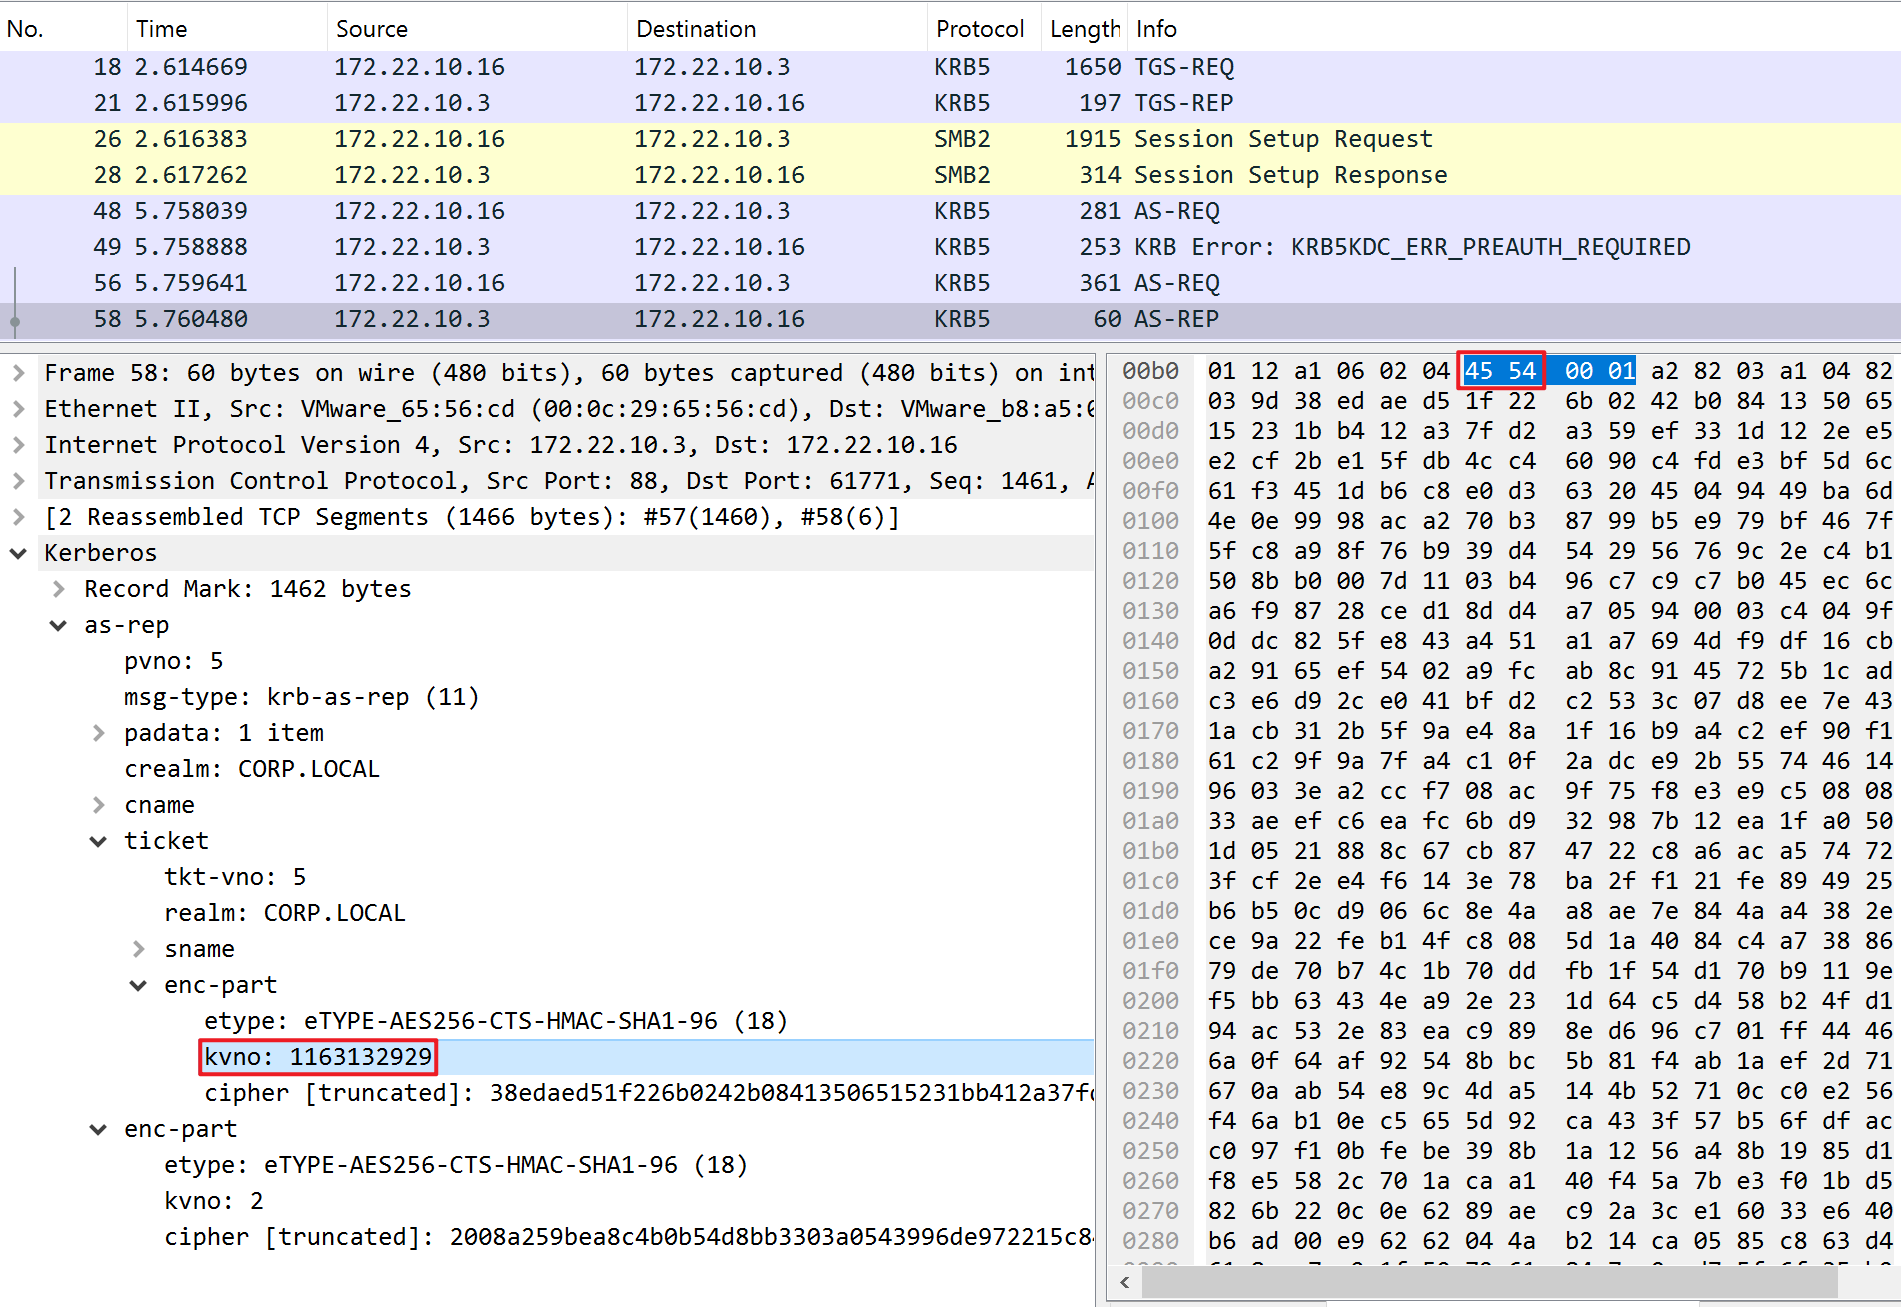 No. Time Source Destination Protocol Length Info
18 2.614669 172.22.10.16 172.22.10.3 KRB5 1650 TGS-REQ
21 2.615996 172.22.10.3 172.22.10.16 KRB5 197 TGS-REP
26 2.616383 172.22.10.16 172.22.10.3 SMB2 1915 Session Setup Request
28 2.617262 172.22.10.3 172.22.10.16 SMB2 314 Session Setup Response
48 5.758039 172.22.10.16 172.22.10.3 KRB5 281 AS-REQ
49 5.758888 172.22.10.3 172.22.10.16 KRB5 253 KRB Error: KRB5KDC_ERR_PREAUTH_REQUIRED
56 5.759641 172.22.10.16 172.22.10.3 KRB5 361 AS-REQ
58 5.760480 172.22.10.3 172.22.10.16 KRB5 60 AS-REP
Frame 58: 60 bytes on wire (480 bits), 60 bytes captured (480 bits) on int
Ethernet II, Src: VMware_65:56:cd (00:0c:29:65:56:cd), Dst: VMware_b8:a5:0
Internet Protocol Version 4, Src: 172.22.10.3, Dst: 172.22.10.16
Transmission Control Protocol, Src Port: 88, Dst Port: 61771, Seq: 1461, A
[2 Reassembled TCP Segments (1466 bytes): #57(1460), #58(6)]
Kerberos
Record Mark: 1462 bytes
as-rep
pvno: 5
msg-type: krb-as-rep (11)
padata: 1 item
crealm: CORP.LOCAL
cname
ticket
tkt-vno: 5
realm: CORP.LOCAL
sname
enc-part
etype: eTYPE-AES256-CTS-HMAC-SHA1-96 (18)
kvno: 1163132929
cipher [truncated]: 38edaed51f226b0242b08413506515231bb412a37fd
enc-part
etype: eTYPE-AES256-CTS-HMAC-SHA1-96 (18)
kvno: 2
cipher [truncated]: 2008a259bea8c4b0b54d8bb3303a0543996de972215c84
00b0 01 12 a1 06 02 04 45 54 00 01 a2 82 03 a1 04 82
00c0 03 9d 38 ed ae d5 1f 22 6b 02 42 b0 84 13 50 65
00d0 15 23 1b b4 12 a3 7f d2 a3 59 ef 33 1d 12 2e e5
00e0 e2 cf 2b e1 5f db 4c c4 60 90 c4 fd e3 bf 5d 6c
00f0 61 f3 45 1d b6 c8 e0 d3 63 20 45 04 94 49 ba 6d
0100 4e 0e 99 98 ac a2 70 b3 87 99 b5 e9 79 bf 46 7f
0110 5f c8 a9 8f 76 b9 39 d4 54 29 56 76 9c 2e c4 b1
0120 50 8b b0 00 7d 11 03 b4 96 c7 c9 c7 b0 45 ec 6c
0130 a6 f9 87 28 ce d1 8d d4 a7 05 94 00 03 c4 04 9f
0140 0d dc 82 5f e8 43 a4 51 a1 a7 69 4d f9 df 16 cb
0150 a2 91 65 ef 54 02 a9 fc ab 8c 91 45 72 5b 1c ad
0160 c3 e6 d9 2c e0 41 bf d2 c2 53 3c 07 d8 ee 7e 43
0170 1a cb 31 2b 5f 9a e4 8a 1f 16 b9 a4 c2 ef 90 f1
0180 61 c2 9f 9a 7f a4 c1 0f 2a dc e9 2b 55 74 46 14
0190 96 03 3e a2 cc f7 08 ac 9f 75 f8 e3 e9 c5 08 08
01a0 33 ae ef c6 ea fc 6b d9 32 98 7b 12 ea 1f a0 50
01b0 1d 05 21 88 8c 67 cb 87 47 22 c8 a6 ac a5 74 72
01c0 3f cf 2e e4 f6 14 3e 78 ba 2f f1 21 fe 89 49 25
01d0 b6 b5 0c d9 06 6c 8e 4a a8 ae 7e 84 4a a4 38 2e
01e0 ce 9a 22 fe b1 4f c8 08 5d 1a 40 84 c4 a7 38 86
01f0 79 de 70 b7 4c 1b 70 dd fb 1f 54 d1 70 b9 11 9e
0200 f5 bb 63 43 4e a9 2e 23 1d 64 c5 d4 58 b2 4f d1
0210 94 ac 53 2e 83 ea c9 89 8e d6 96 c7 01 ff 44 46
0220 6a 0f 64 af 92 54 8b bc 5b 81 f4 ab 1a ef 2d 71
0230 67 0a ab 54 e8 9c 4d a5 14 4b 52 71 0c c0 e2 56
0240 f4 6a b1 0e c5 65 5d 92 ca 43 3f 57 b5 6f df ac
0250 c0 97 f1 0b fe be 39 8b 1a 12 56 a4 8b 19 85 d1
0260 f8 e5 58 2c 70 1a ca a1 40 f4 5a 7b e3 f0 1b d5
0270 82 6b 22 0c 0e 62 89 ae c9 2a 3c e1 60 33 e6 40
0280 b6 ad 00 e9 62 62 04 4a b2 14 ca 05 85 c8 63 d4